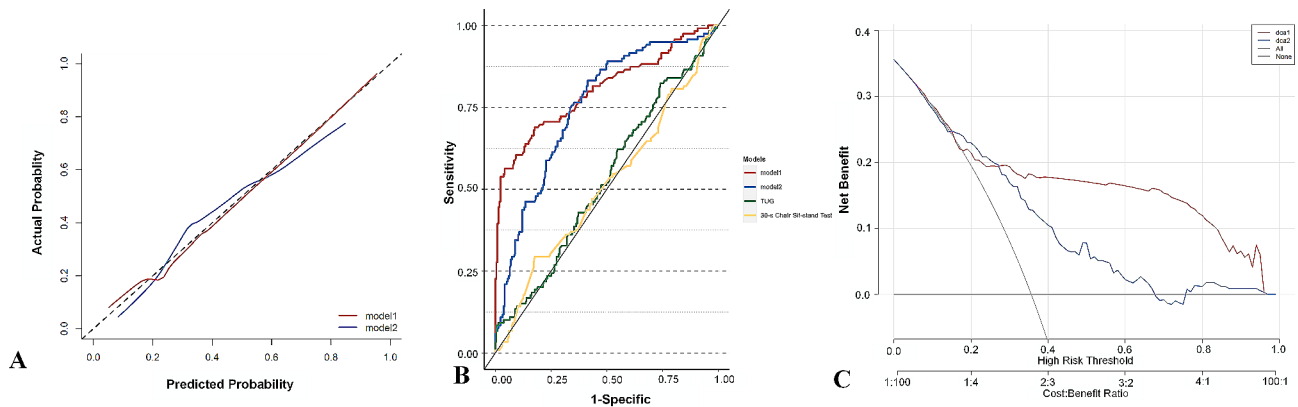 Actual Probablity
1.0
0.8
0.6
0.4
0.2
0.0
0.0
0.2
0.4
0.6
0.8
1.0
Predicted Probability
model1
model2
A
Sensitivity
1.00
0.75
0.50
0.25
0.00
0.00
0.25
0.50
0.75
1.00
1-Specific
Models
model1
model2
TUG
30-s Chair Sit-stand Test
B
Net Benefit
0.4
0.3
0.2
0.1
0.0
0.0
0.2
0.4
0.6
0.8
1.0
High Risk Threshold
1:100
1:4
2:3
3:2
4:1
100:1
Cost:Benefit Ratio
dca1
dca2
All
None
C